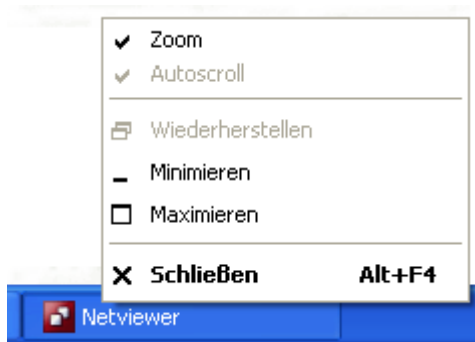 Zoom
Autoscroll
Wiederherstellen
Minimieren
Maximieren
Schließen Alt+F4
Netviewer